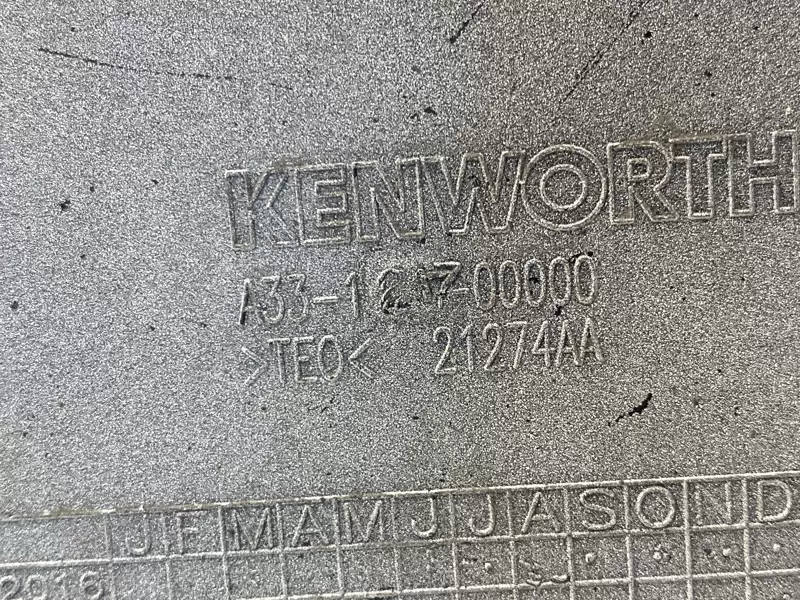 KENWORTH
>TEO< 21274AA
J F M A M J J A S O N D
2016